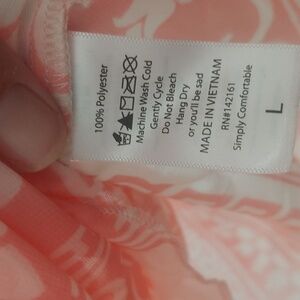 100% Polyester
Machine Wash Cold
Gently Cycle
Do Not Bleach
Hang Dry
or you'll be sad
MADE IN VIETNAM
RN#142161
Simply Comfortable
L